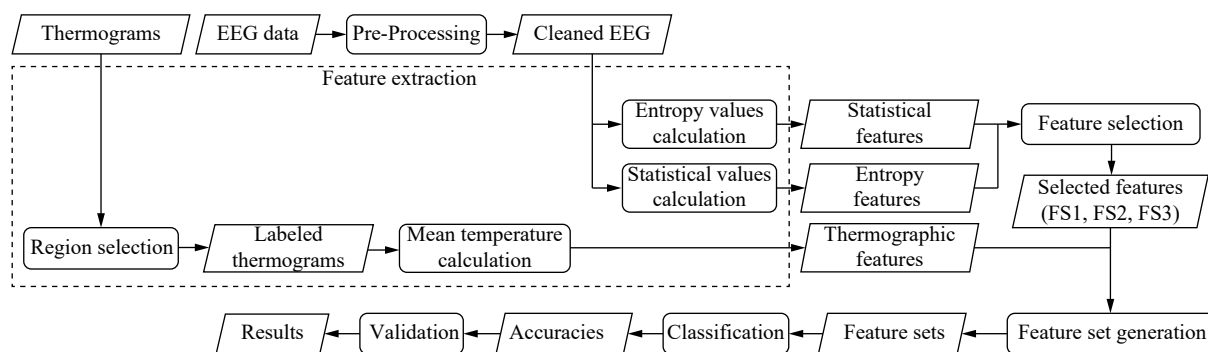 Thermograms
EEG data
Pre-Processing
Cleaned EEG
Feature extraction
Entropy values
calculation
Statistical
features
Feature selection
Statistical values
calculation
Entropy
features
Selected features
(FS1, FS2, FS3)
Region selection
Labeled
thermograms
Mean temperature
calculation
Thermographic
features
Results
Validation
Accuracies
Classification
Feature sets
Feature set generation